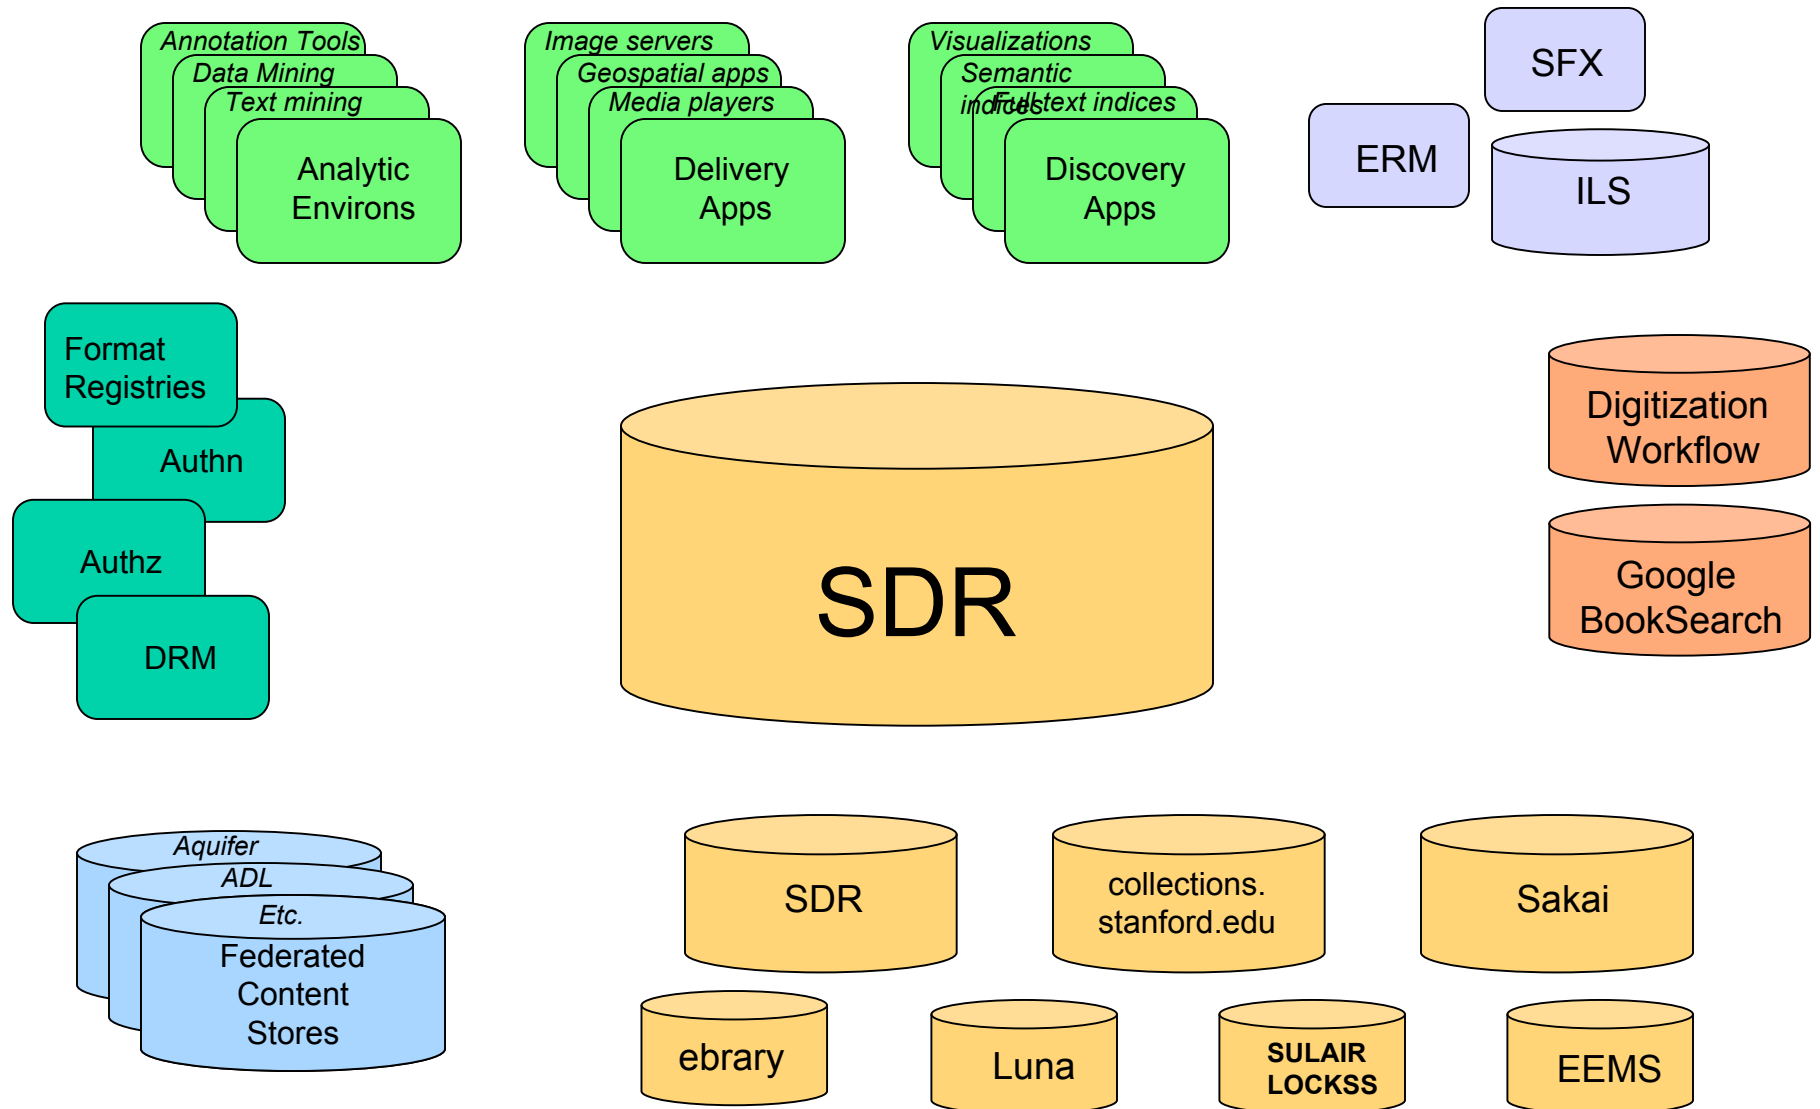 Annotation Tools
Data Mining
Text mining
Analytic
Environs
Image servers
Geospatial apps
Media players
Delivery
Apps
Visualizations
Semantic
indices
Full text indices
Discovery
Apps
SFX
ERM
ILS
Format
Registries
Authn
Authz
DRM
SDR
Digitization
Workflow
Google
BookSearch
Aquifer
ADL
Etc.
Federated
Content
Stores
SDR
collections.
stanford.edu
Sakai
ebrary
Luna
SULAIR
LOCKSS
EEMS